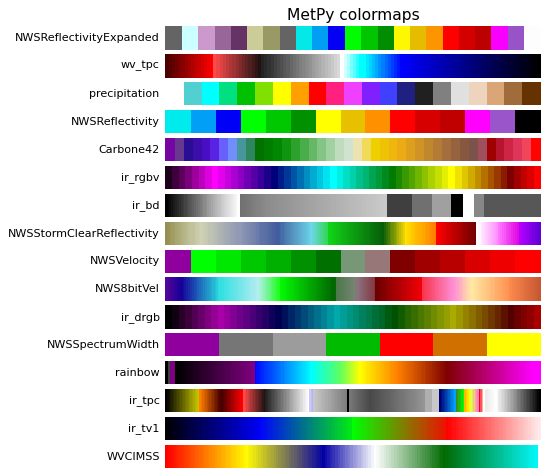 MetPy colormaps
NWSReflectivityExpanded
wv_tpc
precipitation
NWSReflectivity
Carbone42
ir_rgbv
ir_bd
NWSStormClearReflectivity
NWSVelocity
NWS8bitVel
ir_drgb
NWSSpectrumWidth
rainbow
ir_tpc
ir_tv1
WVCIMSS